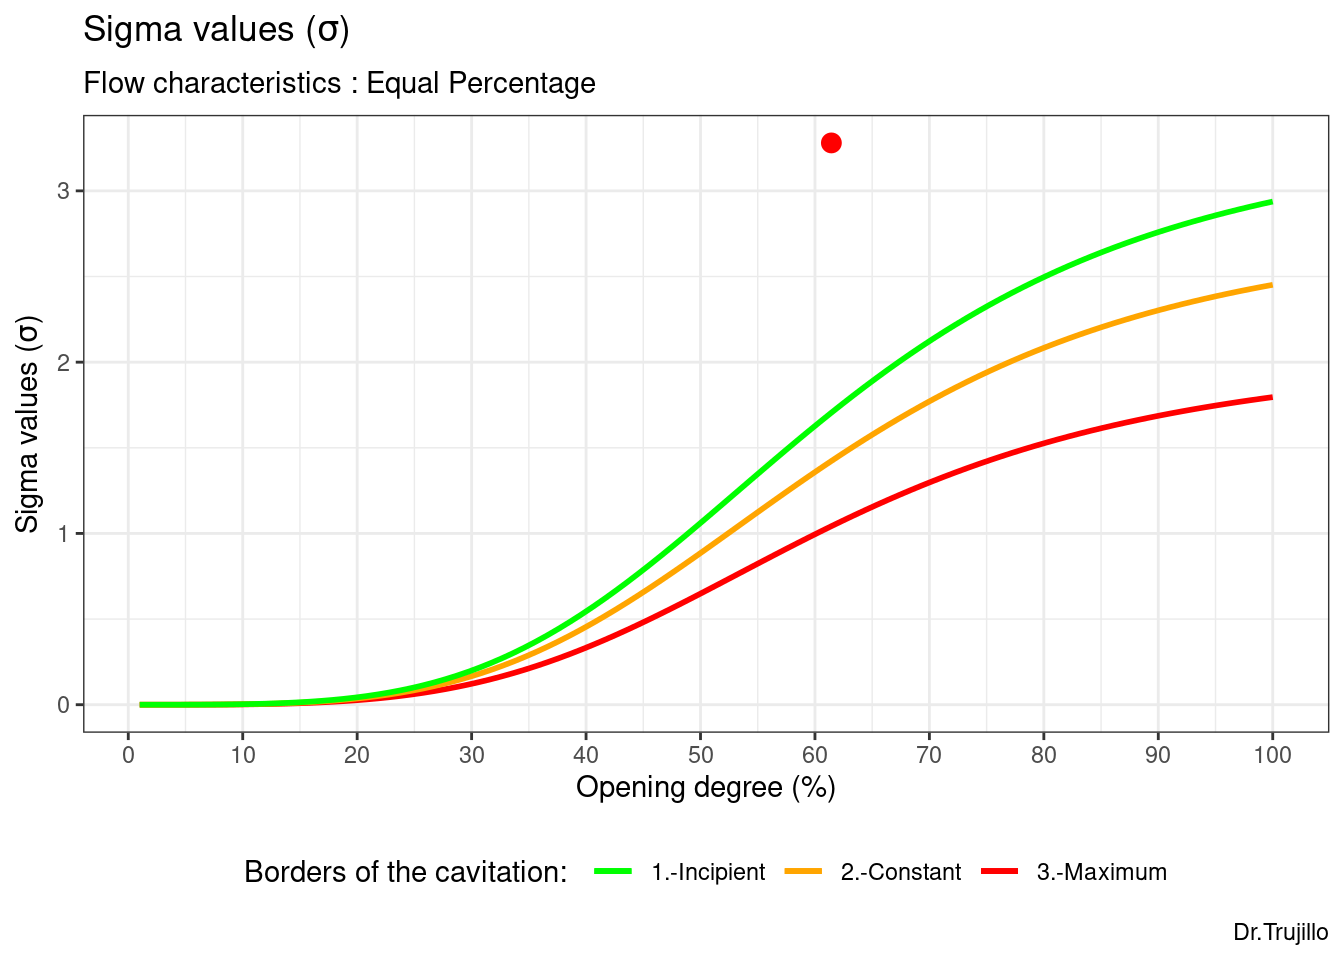 Sigma values (σ)
Flow characteristics : Equal Percentage
Sigma values (σ)
3
2
1
0
0 10 20 30 40 50 60 70 80 90 100
Opening degree (%)
Borders of the cavitation: 1.-Incipient 2.-Constant 3.-Maximum
Dr.Trujillo